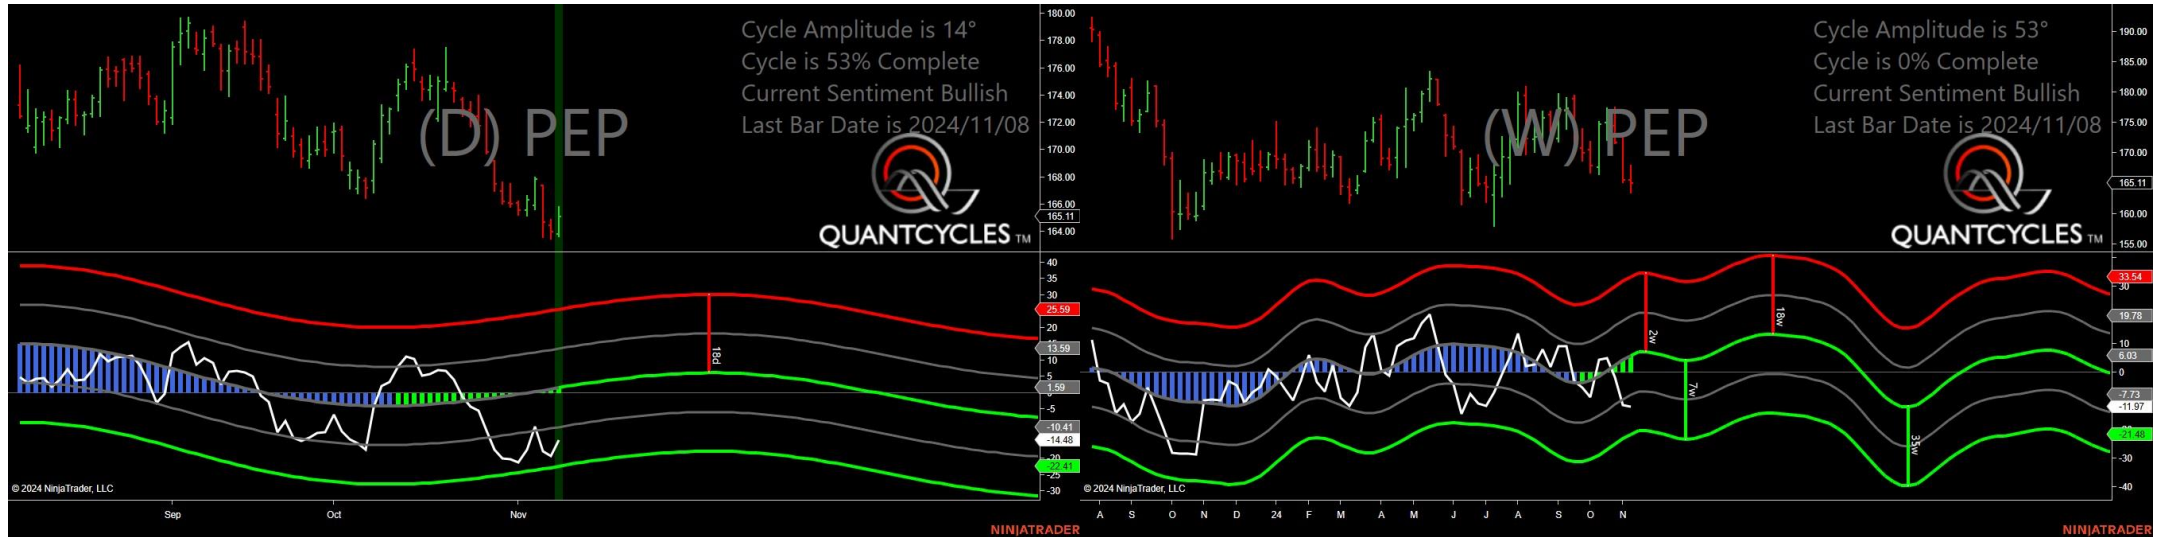 Cycle Amplitude is 14°
Cycle is 53% Complete
Current Sentiment Bullish
Last Bar Date is 2024/11/08
(D) PEP
QUANTCYCLES TM
180.00
178.00
176.00
174.00
172.00
170.00
168.00
166.00
165.11
164.00
40
35
30
25.59
20
15
13.59
10
5
1.59
-5
-10.41
-14.48
-20
-22.41
-25
-30
18d
© 2024 NinjaTrader, LLC
Sep Oct Nov
NINJATRADER
Cycle Amplitude is 53°
Cycle is 0% Complete
Current Sentiment Bullish
Last Bar Date is 2024/11/08
(W) PEP
QUANTCYCLES TM
190.00
185.00
180.00
175.00
170.00
165.11
160.00
155.00
33.54
30
19.78
10
6.03
0
-7.73
-11.97
-21.48
-30
-40
2w
7w
18w
35w
© 2024 NinjaTrader, LLC
A S O N D 24 F M A M J J A S O N
NINJATRADER